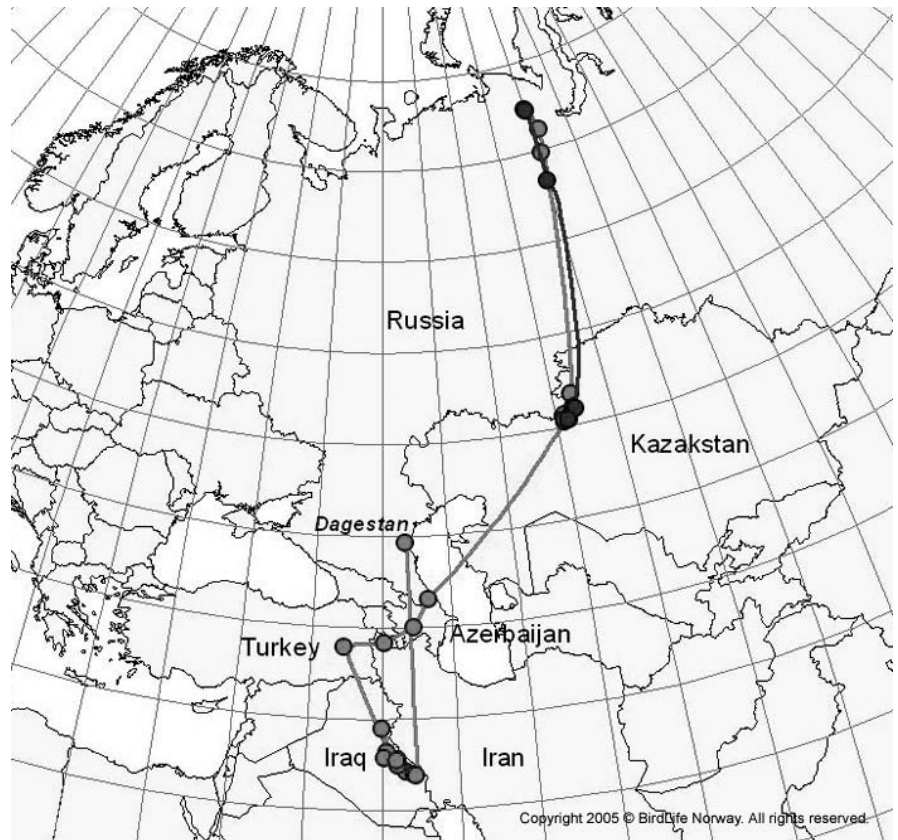 Russia
Kazakstan
Dagestan
Azerbaijan
Turkey
Iraq
Iran
Copyright 2005 © BirdLife Norway. All rights reserved.